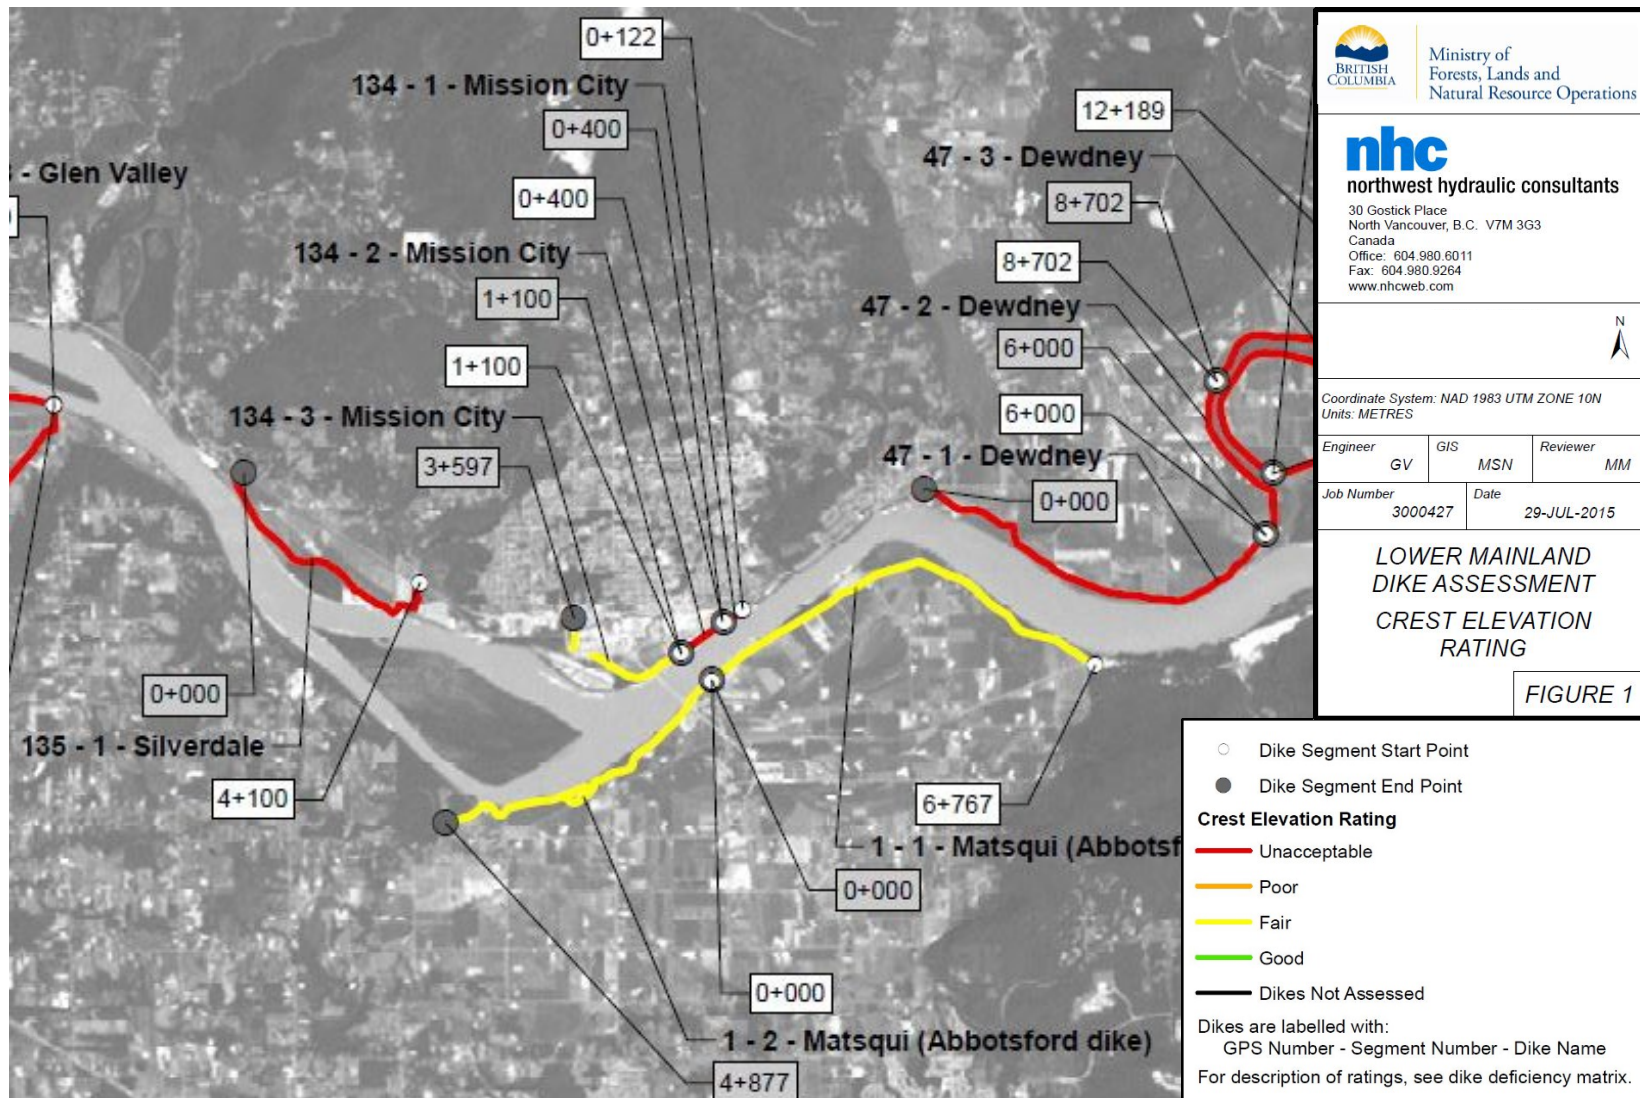 0+122
134 - 1 - Mission City
0+400
0+400
134 - 2 - Mission City
1+100
1+100
134 - 3 - Mission City
3+597
- Glen Valley
12+189
47 - 3 - Dewdney
8+702
8+702
47 - 2 - Dewdney
6+000
6+000
47 - 1 - Dewdney
0+000
0+000
135 - 1 - Silverdale
4+100
6+767
1 - 1 - Matsqui (Abbotsf
0+000
0+000
1 - 2 - Matsqui (Abbotsford dike)
4+877
BRITISH
COLUMBIA
Ministry of
Forests, Lands and
Natural Resource Operations
nhc
northwest hydraulic consultants
30 Gostick Place
North Vancouver, B.C. V7M 3G3
Canada
Office: 604.980.6011
Fax: 604.980.9264
www.nhcweb.com
N
Coordinate System: NAD 1983 UTM ZONE 10N
Units: METRES
Engineer GIS Reviewer
GV MSN MM
Job Number Date
3000427 29-JUL-2015
LOWER MAINLAND
DIKE ASSESSMENT
CREST ELEVATION
RATING
FIGURE 1
Dike Segment Start Point
Dike Segment End Point
Crest Elevation Rating
Unacceptable
Poor
Fair
Good
Dikes Not Assessed
Dikes are labelled with:
GPS Number - Segment Number - Dike Name
For description of ratings, see dike deficiency matrix.